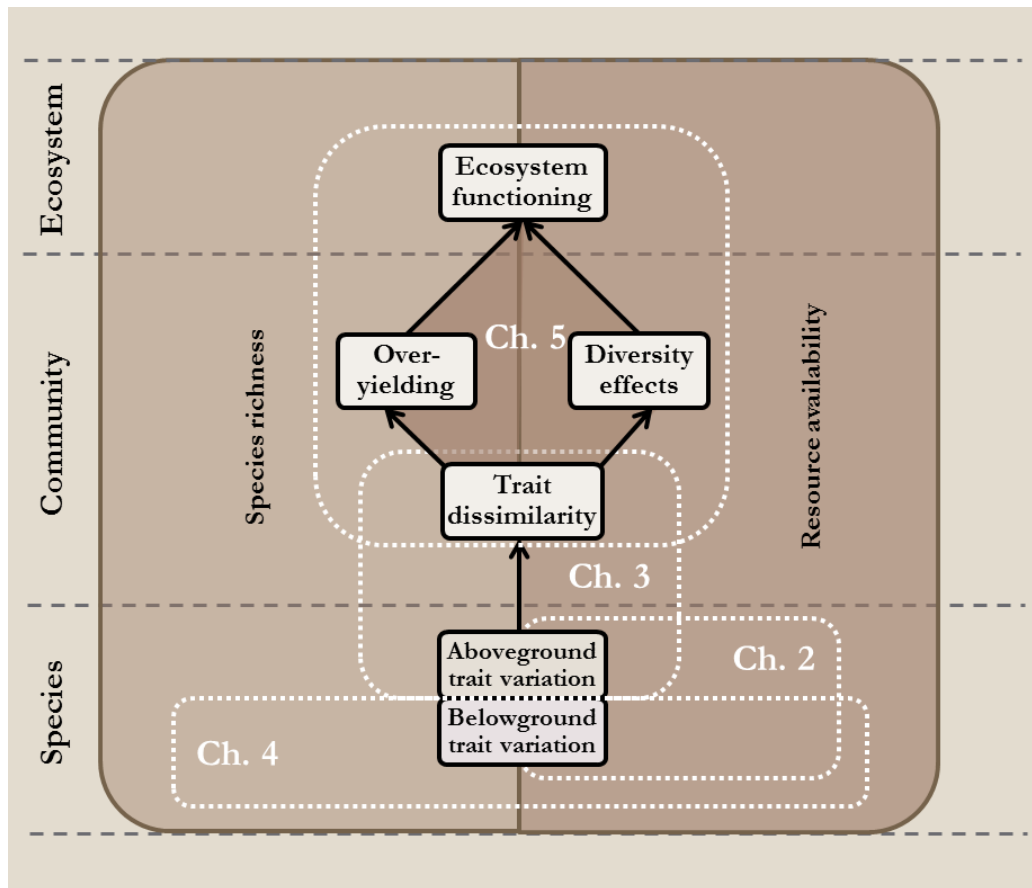 Ecosystem
Ecosystem
functioning
Community
Species richness
Over-
yielding
Ch. 5
Diversity
effects
Resource availability
Trait
dissimilarity
Ch. 3
Species
Aboveground
trait variation
Ch. 2
Belowground
trait variation
Ch. 4